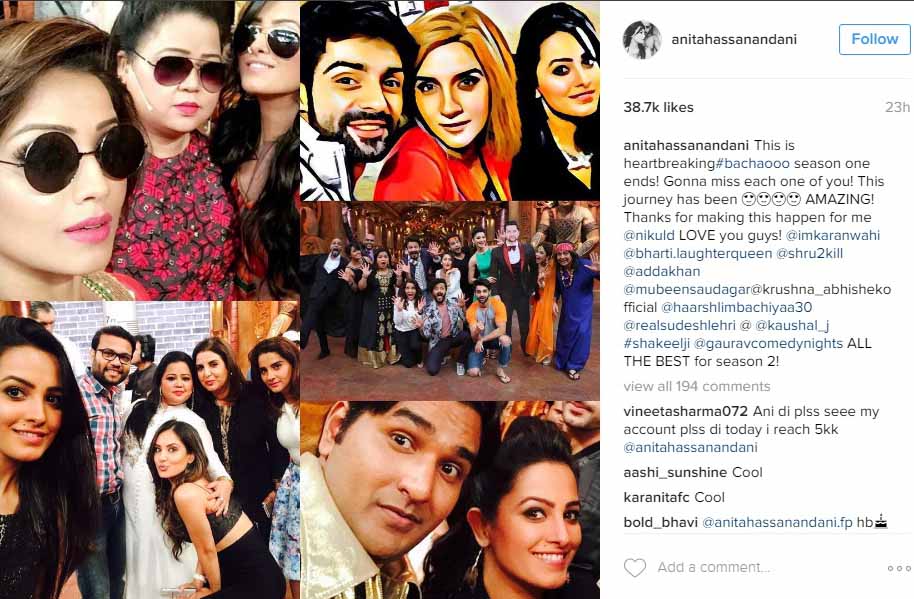 anitahassanandani
Follow
38.7k likes
23h
anitahassanandani This is
heartbreaking#bachaooo season one
ends! Gonna miss each one of you! This
journey has been 🙄🙄🙄🙄 AMAZING!
Thanks for making this happen for me
@nikuld LOVE you guys! @imkaranwahi
@bharti.laughterqueen @shru2kill
@addakhan
@mubeensaudagar@krushna_abhisheko
fficial @haarshlimbachiyaa30
@realsudeshlehri @ @kaushal_j
#shakeelji @gauravcomedynights ALL
THE BEST for season 2!
view all 194 comments
vineetasharma072 Ani di plss seee my
account plss di today i reach 5kk
@anitahassanandani
aashi_sunshine Cool
karanitafc Cool
bold_bhavi @anitahassanandani.fp hb🎂
Add a comment...